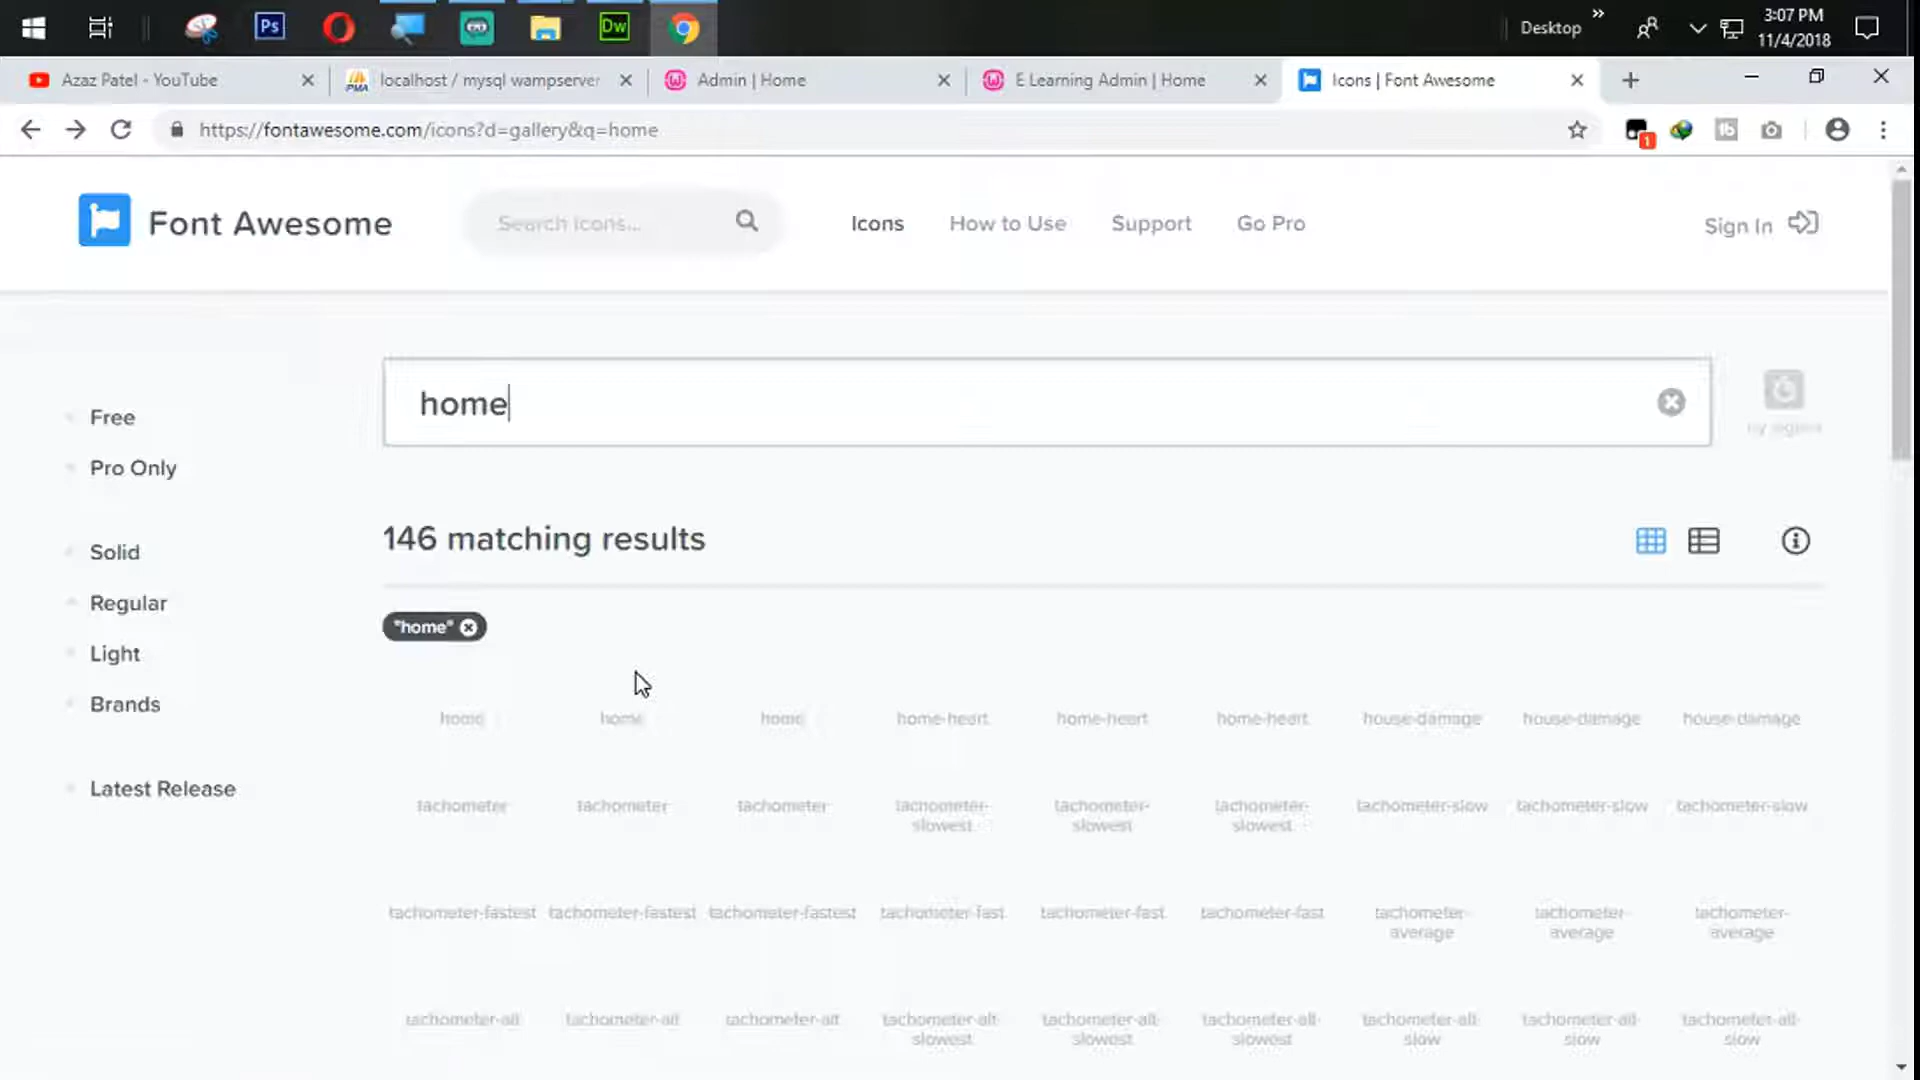 Ps
Dw
Desktop
3:07 PM
11/4/2018
Azaz Patel - YouTube
PMA
localhost / mysql wampserver
Admin | Home
E Learning Admin | Home
Icons | Font Awesome
https://fontawesome.com/icons?d=gallery&q=home
1
Font Awesome
Search icons...
Icons
How to Use
Support
Go Pro
Sign In
home
Free
Pro Only
Solid
Regular
Light
Brands
Latest Release
146 matching results
"home"
home home home home-heart home-heart home-heart house-damage house-damage house-damage
tachometer tachometer tachometer tachometer-slowest tachometer-slowest tachometer-slowest tachometer-slow tachometer-slow tachometer-slow
tachometer-fastest tachometer-fastest tachometer-fastest tachometer-fast tachometer-fast tachometer-fast tachometer-average tachometer-average tachometer-average
tachometer-alt tachometer-alt tachometer-alt tachometer-alt-slowest tachometer-alt-slowest tachometer-alt-slowest tachometer-alt-slow tachometer-alt-slow tachometer-alt-slow